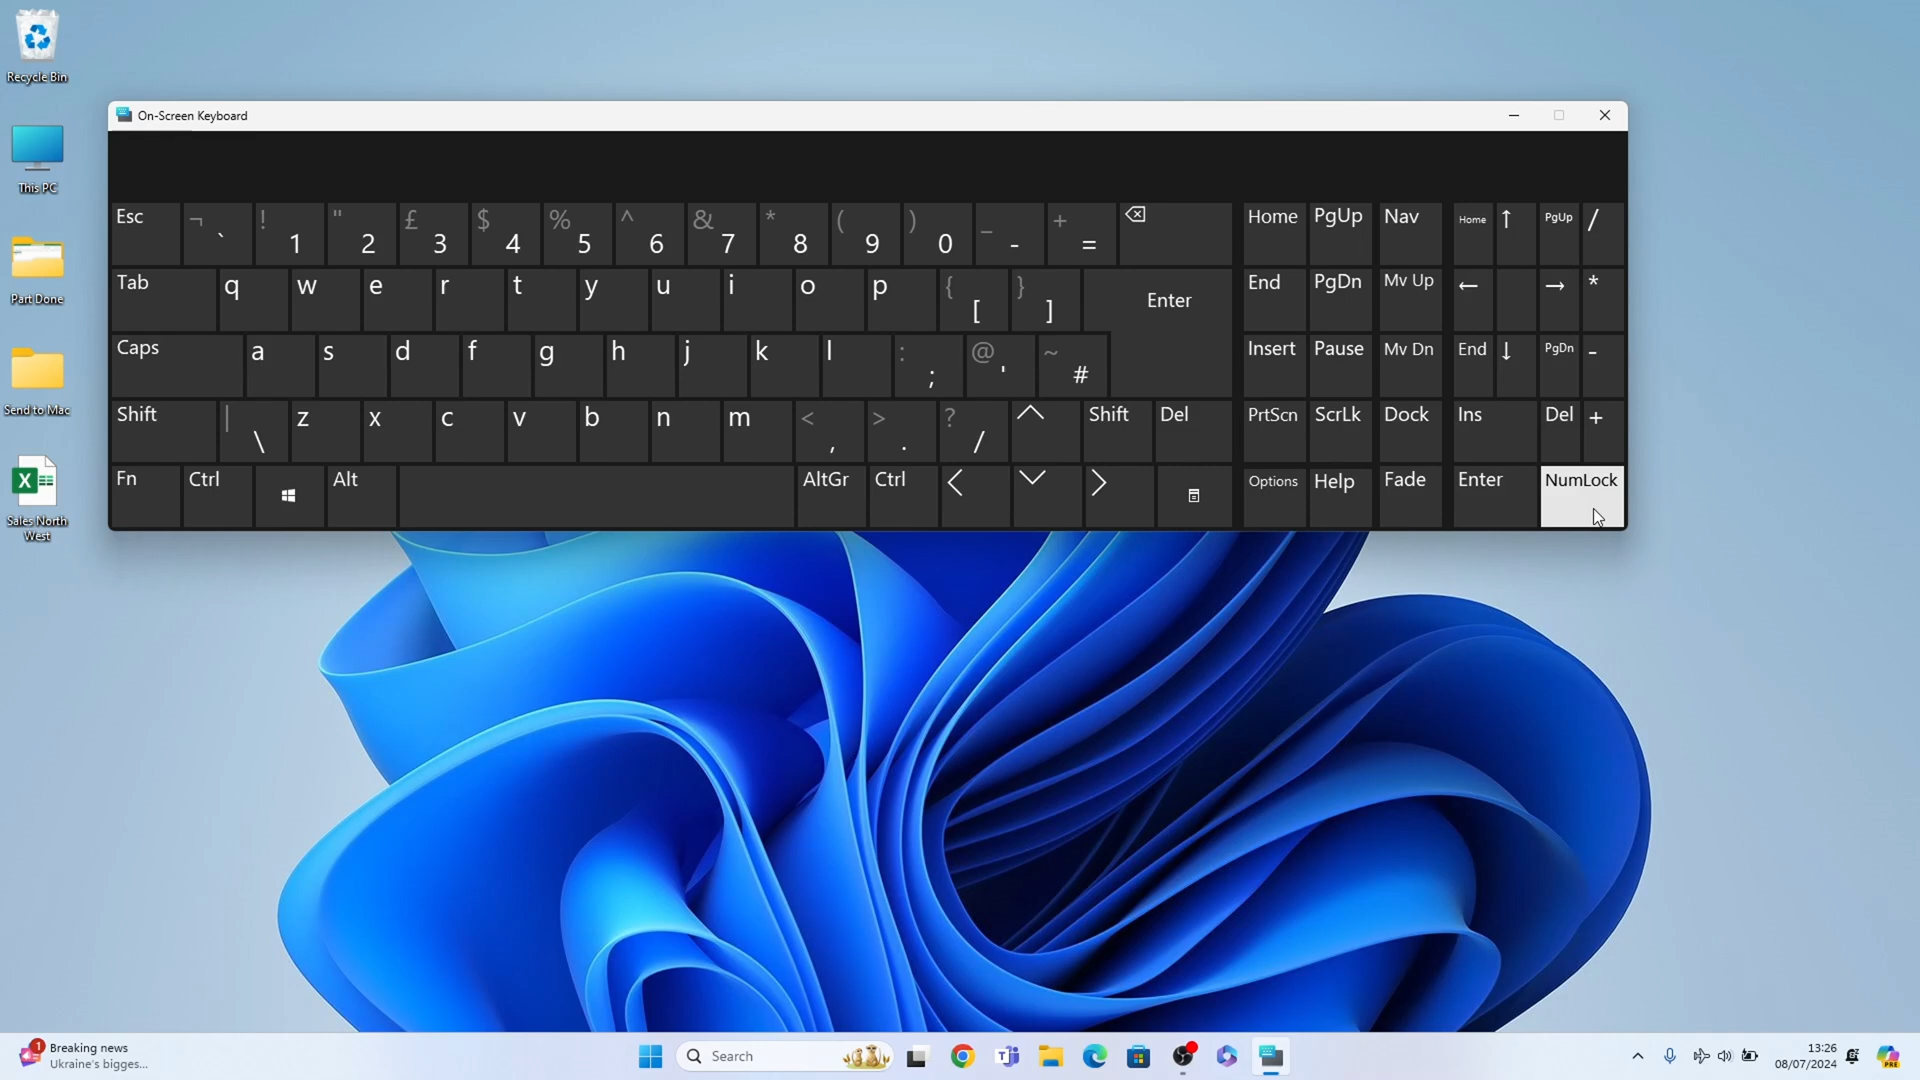 Recycle Bin
This PC
Part Done
Send to Mac
Sales North
West
On-Screen Keyboard
Esc ¬ ` ! 1 " 2 £ 3 $ 4 % 5 ^ 6 & 7 * 8 ( 9 ) 0 _ - + = Home PgUp Nav Home ↑ PgUp /
Tab q w e r t y u i o p { [ } ] Enter End PgDn Mv Up ← → *
Caps a s d f g h j k l : ; @ ' ~ # Insert Pause Mv Dn End ↓ PgDn -
Shift | \ z x c v b n m < , > . ? / Shift Del PrtScn ScrLk Dock Ins Del +
Fn Ctrl Alt AltGr Ctrl Options Help Fade Enter NumLock
1 Breaking news
Ukraine's bigges...
Search
13:26
08/07/2024
PRE